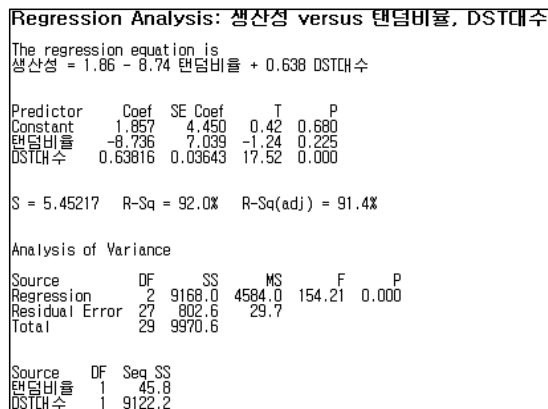 Regression Analysis: 생산성 versus 탠덤비율, DST대수
The regression equation is
생산성 = 1.86 - 8.74 탠덤비율 + 0.638 DST대수
Predictor Coef SE Coef T P
Constant 1.857 4.450 0.42 0.680
탠덤비율 -8.736 7.039 -1.24 0.225
DST대수 0.63816 0.03643 17.52 0.000
S = 5.45217 R-Sq = 92.0% R-Sq(adj) = 91.4%
Analysis of Variance
Source DF SS MS F P
Regression 2 9168.0 4584.0 154.21 0.000
Residual Error 27 802.6 29.7
Total 29 9970.6
Source DF Seq SS
탠덤비율 1 45.8
DST대수 1 9122.2